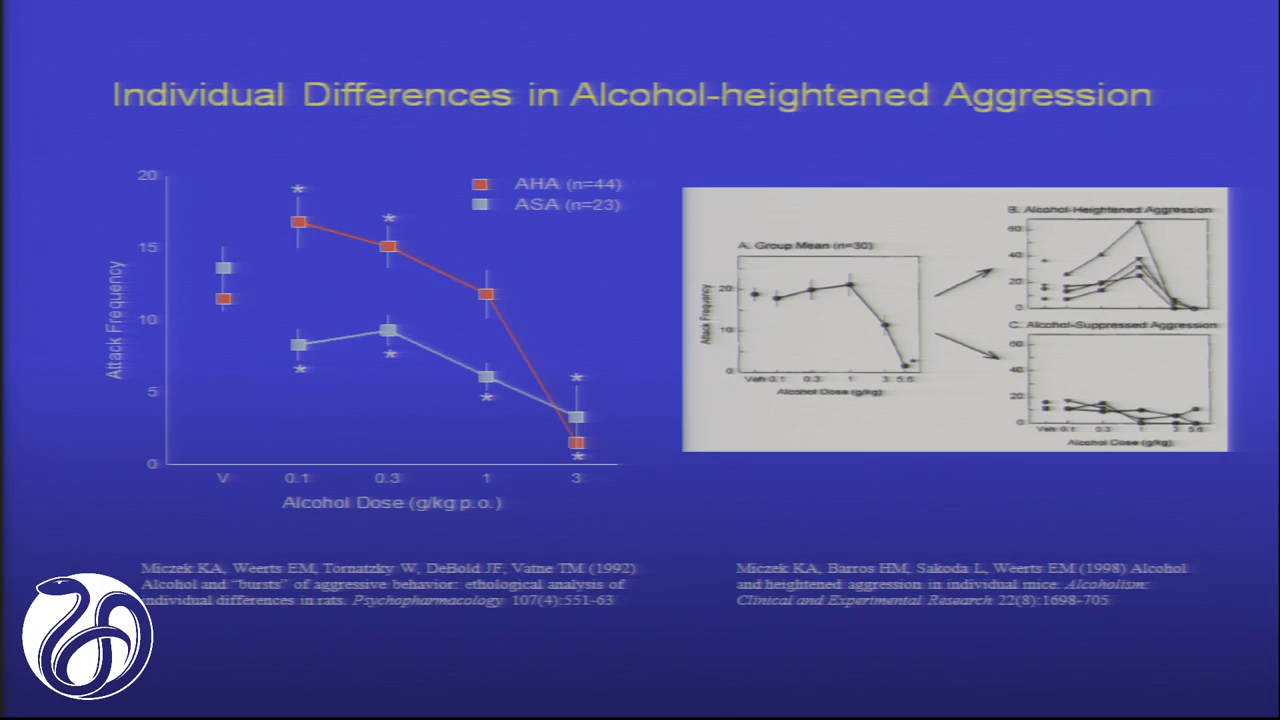 Individual Differences in Alcohol-heightened Aggression
20
15
10
5
0
Attack Frequency
*
*
*
*
*
*
*
AHA (n=44)
ASA (n=23)
V 0.1 0.3 1 3
Alcohol Dose (g/kg p.o.)
A. Group Mean (n=30)
20
10
0
Attack Frequency
Veh 0.1 0.3 1 3 5.6
Alcohol Dose (g/kg)
B. Alcohol-Heightened Aggression
60
40
20
0
C. Alcohol-Suppressed Aggression
60
40
20
0
Veh 0.1 0.3 1 3 5.6
Alcohol Dose (g/kg)
Miczek KA, Weerts EM, Tornatzky W, DeBold JF, Vatne TM (1992)
Alcohol and "bursts" of aggressive behavior: ethological analysis of
individual differences in rats. Psychopharmacology 107(4):551-63
Miczek KA, Barros HM, Sakoda L, Weerts EM (1998) Alcohol
and heightened aggression in individual mice. Alcoholism:
Clinical and Experimental Research 22(8):1698-705